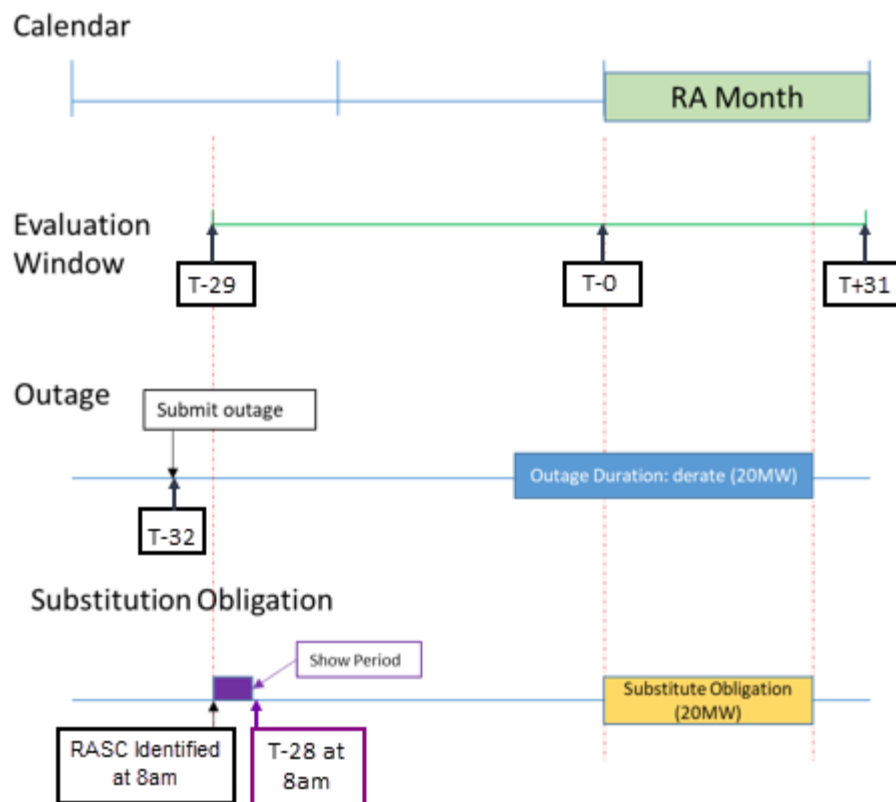 Calendar
RA Month
Evaluation
Window
T-29
T-0
T+31
Outage
Submit outage
Outage Duration: derate (20MW)
T-32
Substitution Obligation
Show Period
Substitute Obligation
(20MW)
RASC Identified
at 8am
T-28 at
8am